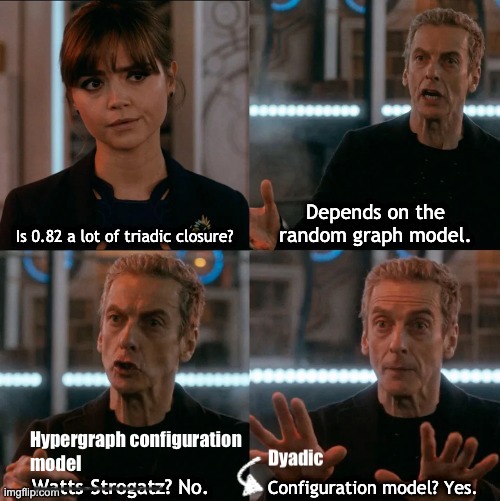 Is 0.82 a lot of triadic closure?
Depends on the
random graph model.
Hypergraph configuration
model
Watts-Strogatz? No.
Dyadic
Configuration model? Yes.
imgflip.com